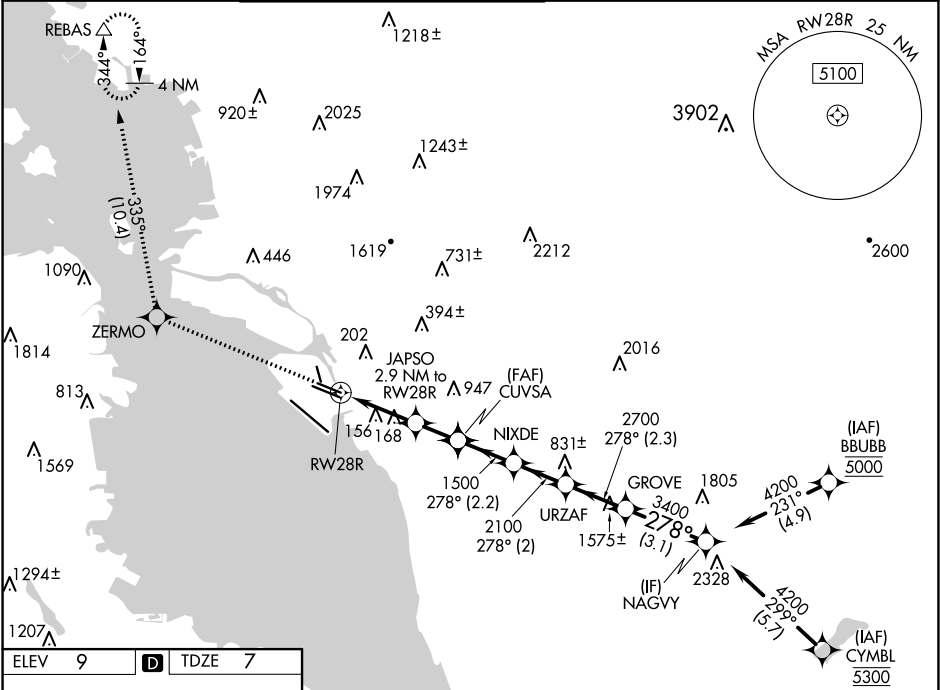 REBAS
344°
164°
4 NM
1218±
MSA RW28R 25 NM
5100
920±
2025
3902
1243±
1974
335°
(10.4)
446
1619
731±
2212
2600
1090
ZERMO
394±
1814
202
JAPSO
2.9 NM to
RW28R
2016
813
947
(FAF)
CUVSA
156
168
NIXDE
831±
2700
278° (2.3)
(IAF)
BBUBB
5000
1569
RW28R
1500
278° (2.2)
URZAF
GROVE
1805
4200
231°
(4.9)
2100
278° (2)
1575±
3400
278°
(3.1)
(IF)
NAGVY
2328
1294±
4200
299°
(5.7)
1207
(IAF)
CYMBL
5300
ELEV 9 D TDZE 7